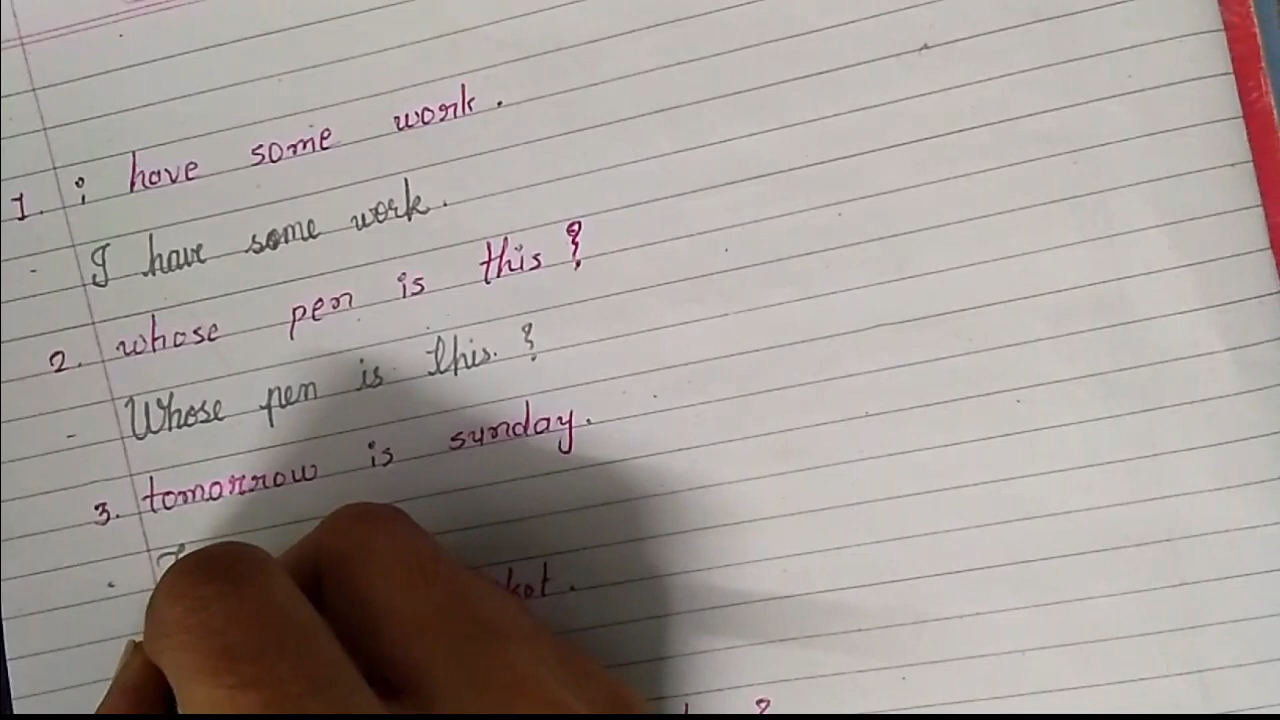 1. i have some work.
- I have some work.
2. whose pen is this?
- Whose pen is this.?
3. tomorrow is sunday.